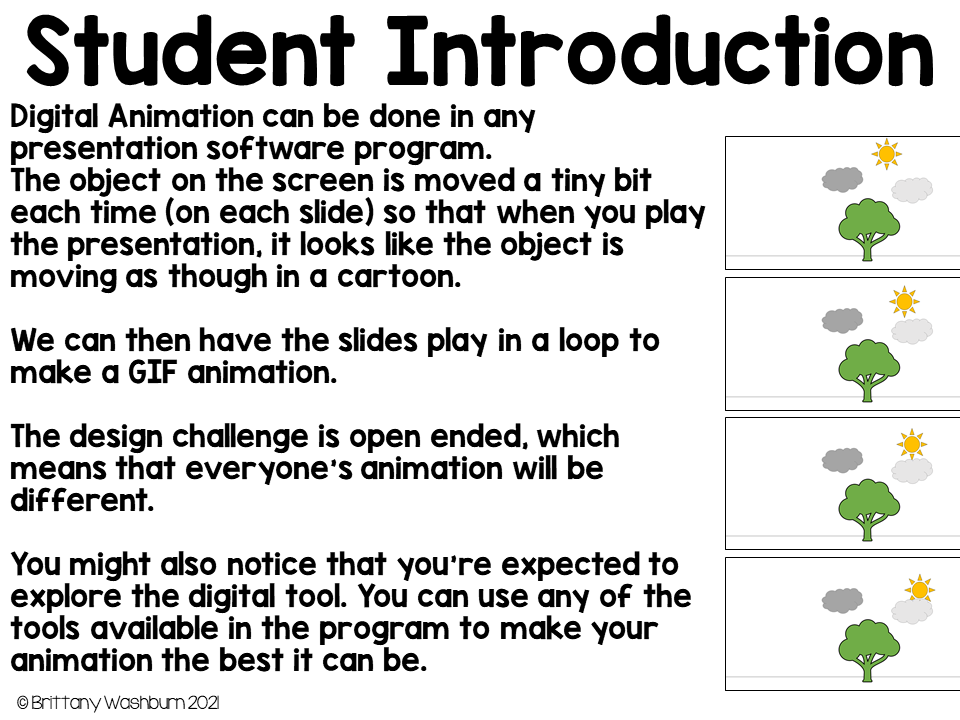 Student Introduction
Digital Animation can be done in any
presentation software program.
The object on the screen is moved a tiny bit
each time (on each slide) so that when you play
the presentation, it looks like the object is
moving as though in a cartoon.
We can then have the slides play in a loop to
make a GIF animation.
The design challenge is open ended, which
means that everyone's animation will be
different.
You might also notice that you're expected to
explore the digital tool. You can use any of the
tools available in the program to make your
animation the best it can be.
© Brittany Washburn 2021